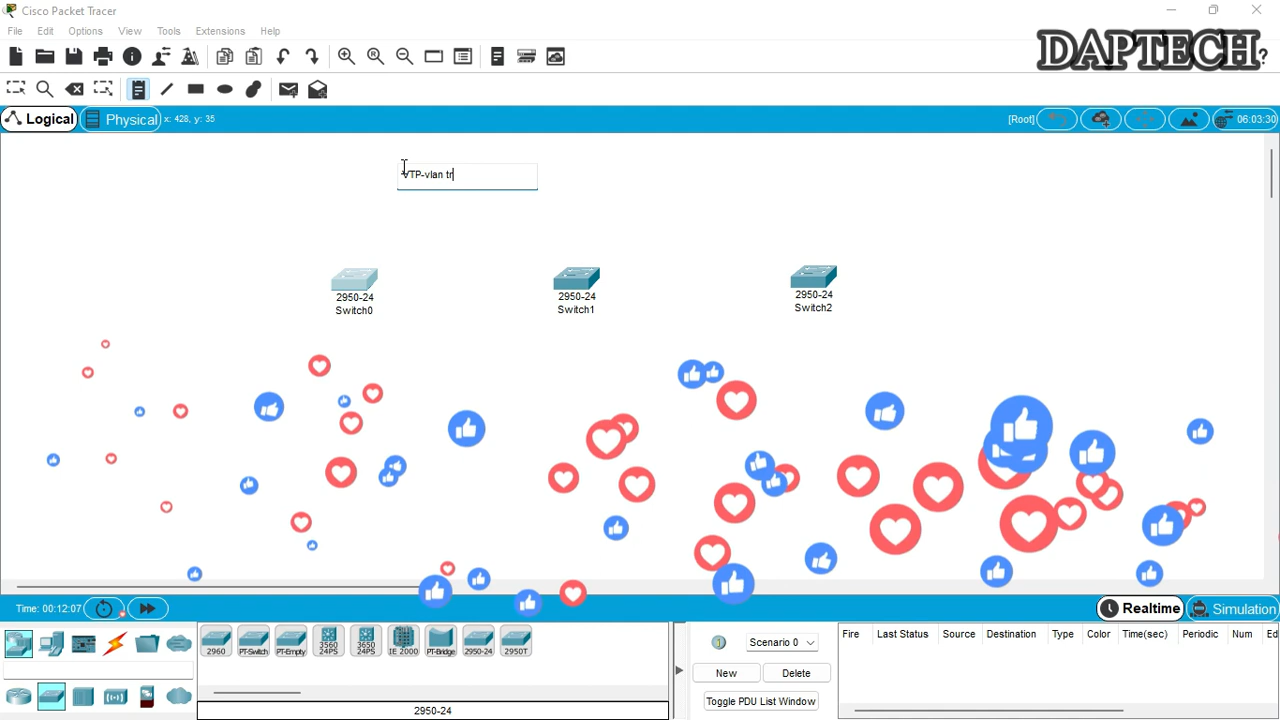 Cisco Packet Tracer
File Edit Options View Tools Extensions Help
DAPTECH
?
Logical Physical x: 428, y: 35 [Root] 06:03:30
VTP-vlan tr
2950-24 2950-24 2950-24
Switch0 Switch1 Switch2
Time: 00:12:07 Realtime Simulation
2960 PT-Switch PT-Empty 3560 24PS 3650 24PS IE 2000 PT-Bridge 2950-24 2950T
2950-24
Scenario 0
New Delete
Toggle PDU List Window
Fire Last Status Source Destination Type Color Time(sec) Periodic Num Ed